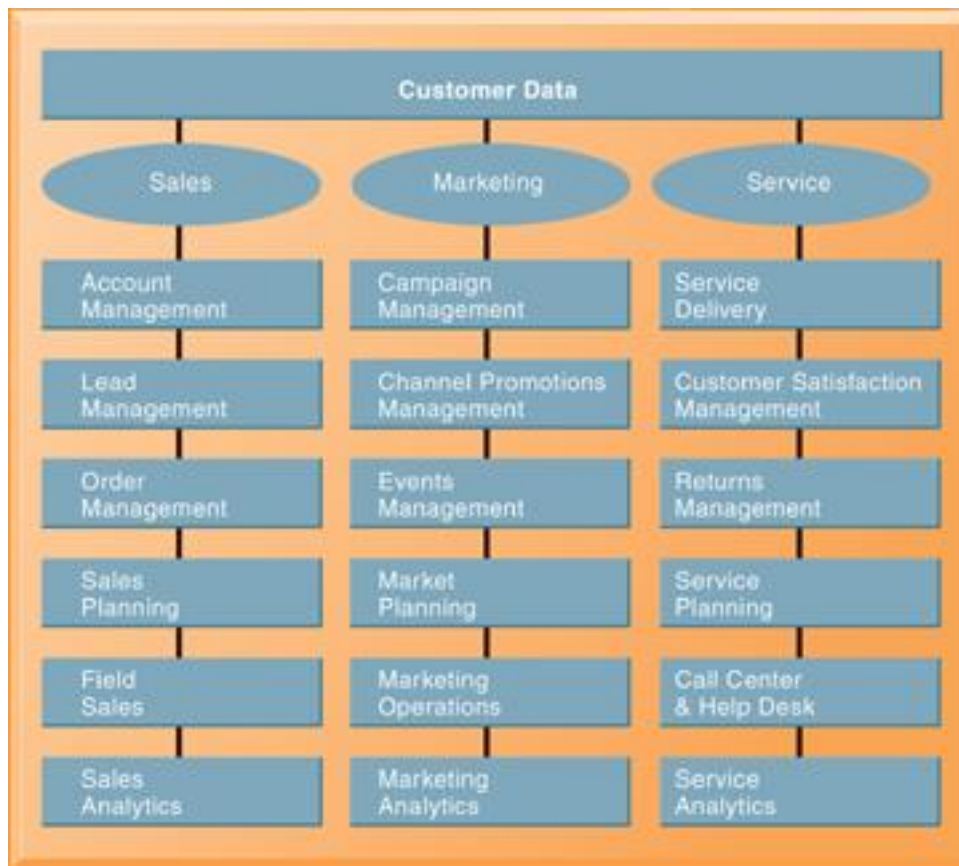 Customer Data
Sales
Marketing
Service
Account
Management
Campaign
Management
Service
Delivery
Lead
Management
Channel Promotions
Management
Customer Satisfaction
Management
Order
Management
Events
Management
Returns
Management
Sales
Planning
Market
Planning
Service
Planning
Field
Sales
Marketing
Operations
Call Center
& Help Desk
Sales
Analytics
Marketing
Analytics
Service
Analytics